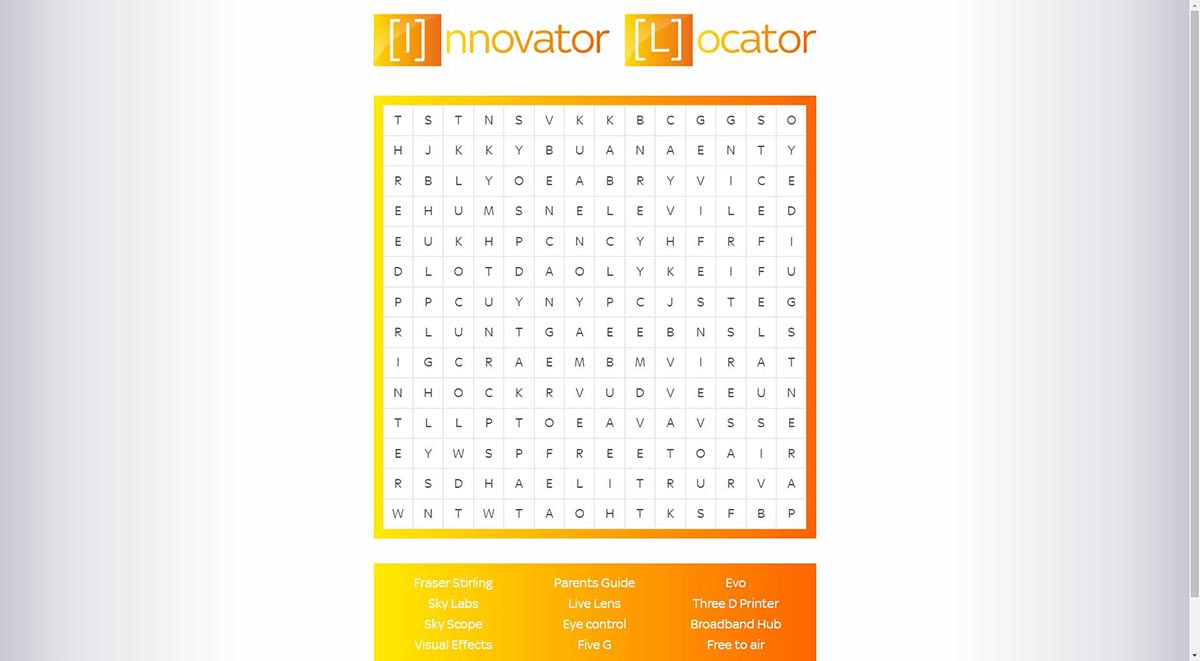 [I]nnovator [L]ocator
T S T N S V K K B C G G S O
H J K K Y B U A N A E N T Y
R B L Y O E A B R Y V I C E
E H U M S N E L E V I L E D
E U K H P C N C Y H F R F I
D L O T D A O L Y K E I F U
P P C U Y N Y P C J S T E G
R L U N T G A E E B N S L S
I G C R A E M B M V I R A T
N H O C K R V U D V E E U N
T L L P T O E A V A V S S E
E Y W S P F R E E T O A I R
R S D H A E L I T R U R V A
W N T W T A O H T K S F B P
Fraser Stirling Parents Guide Evo
Sky Labs Live Lens Three D Printer
Sky Scope Eye control Broadband Hub
Visual Effects Five G Free to air